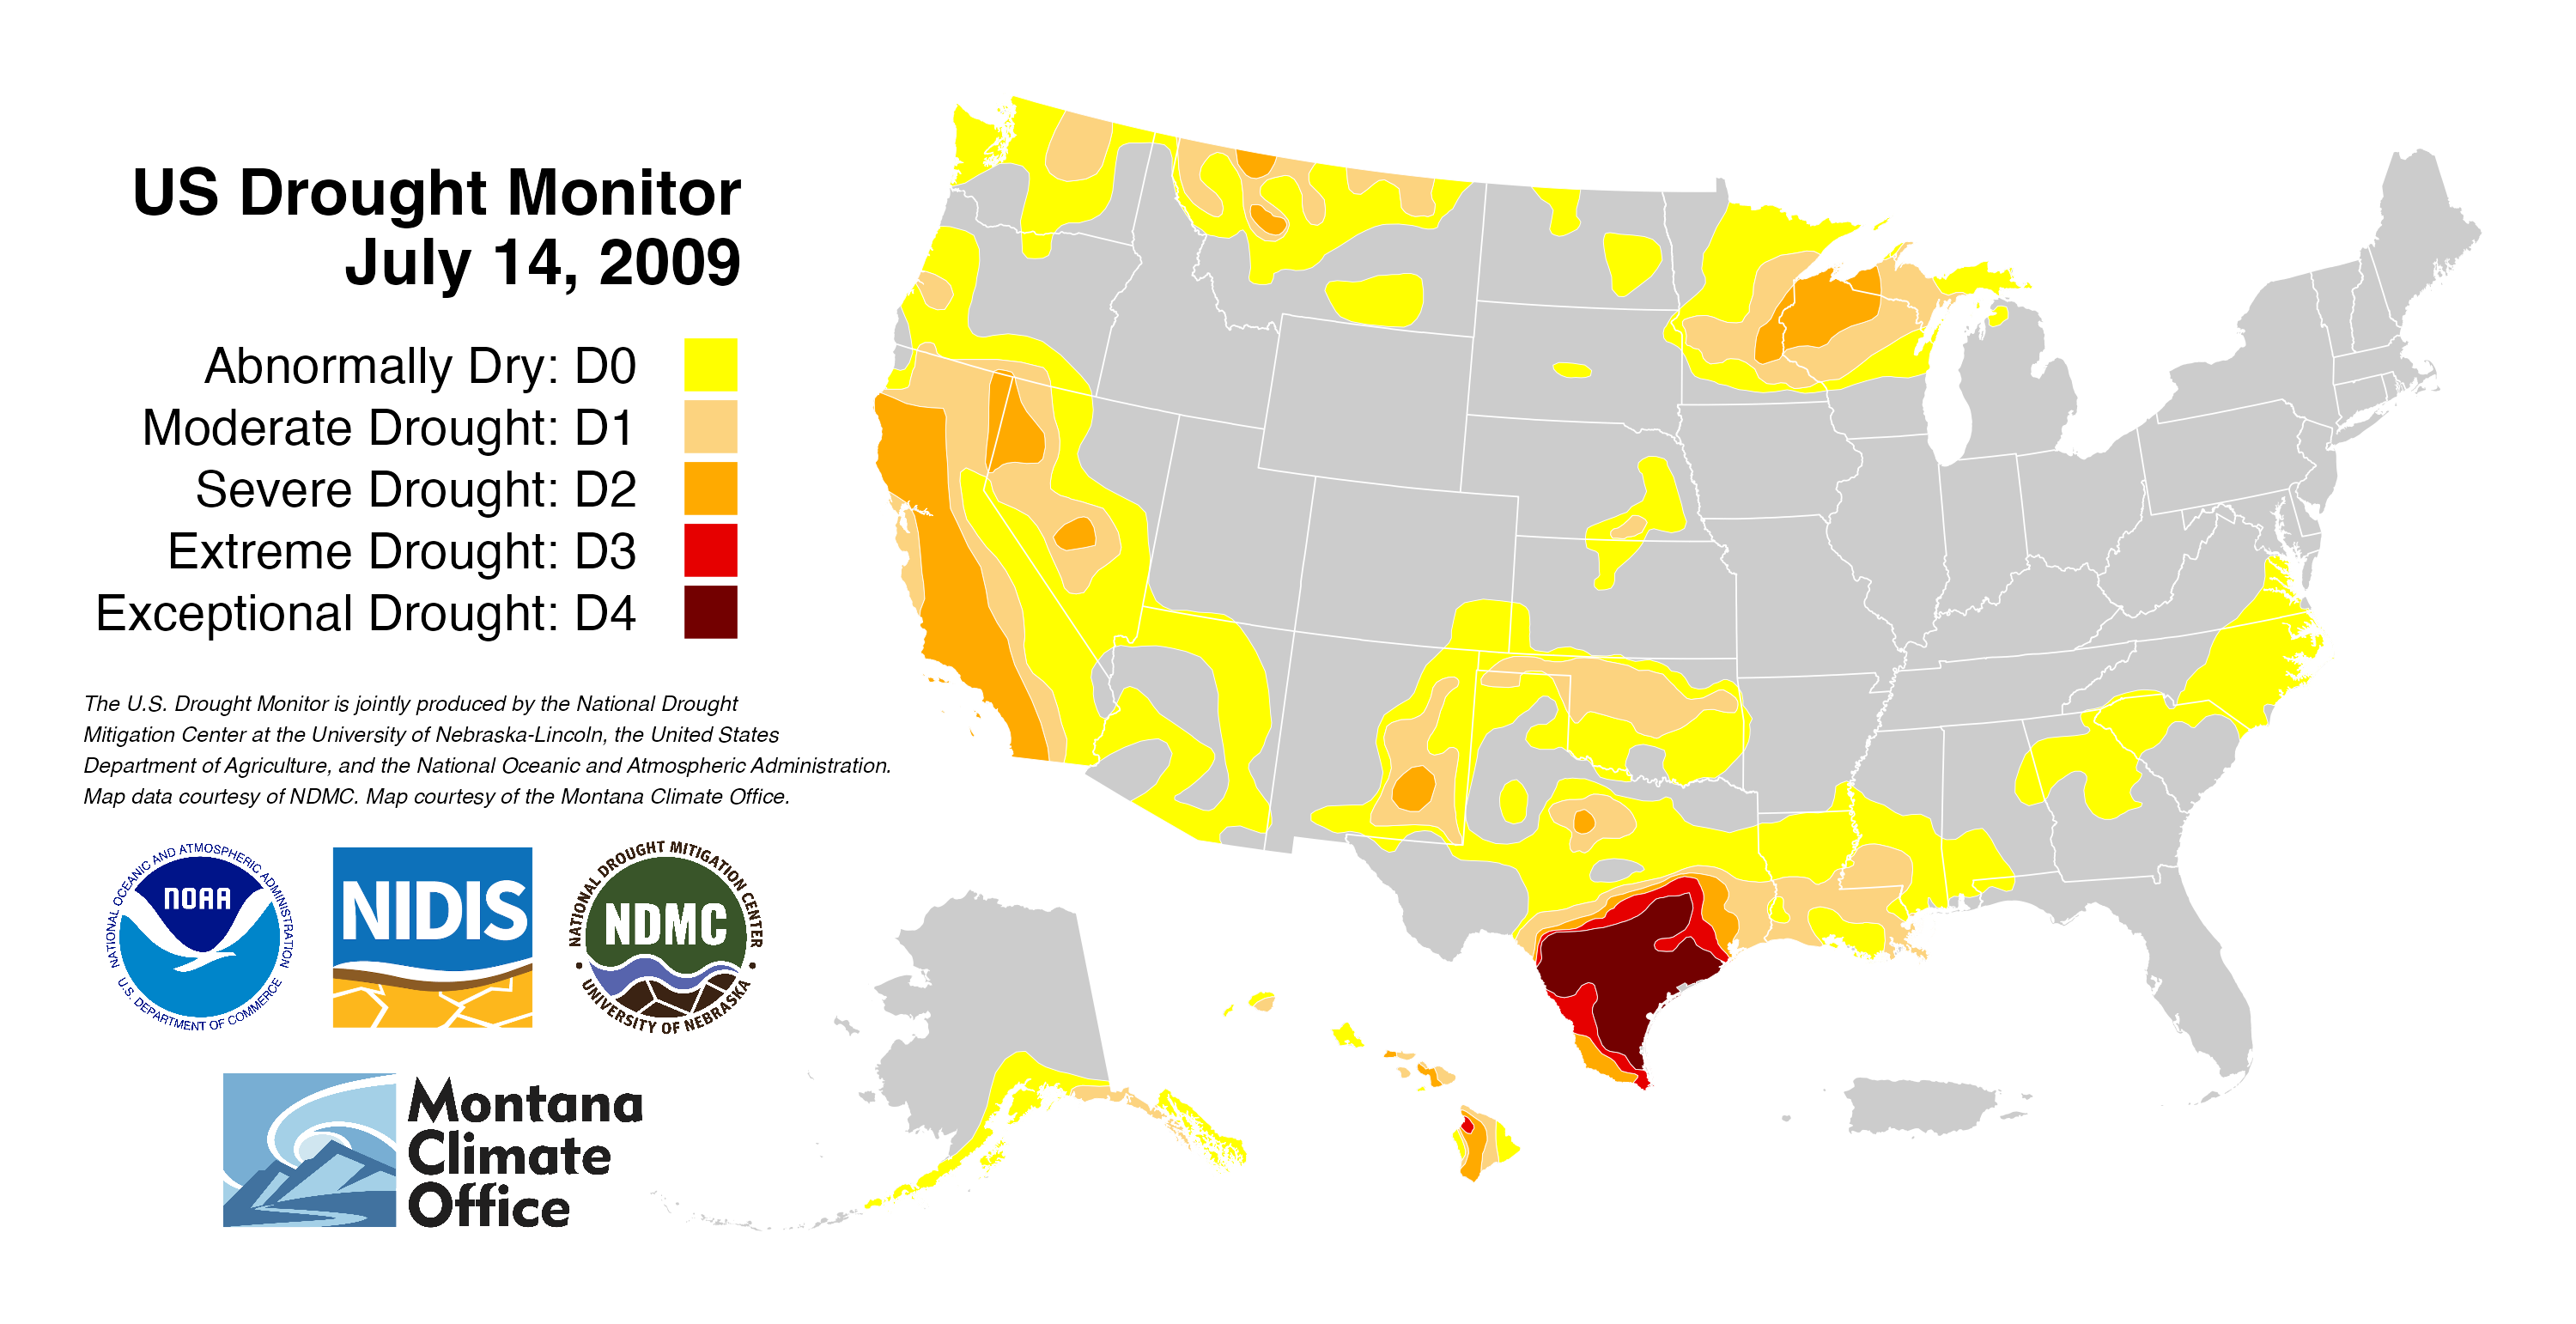 US Drought Monitor
July 14, 2009
Abnormally Dry: D0
Moderate Drought: D1
Severe Drought: D2
Extreme Drought: D3
Exceptional Drought: D4
The U.S. Drought Monitor is jointly produced by the National Drought
Mitigation Center at the University of Nebraska-Lincoln, the United States
Department of Agriculture, and the National Oceanic and Atmospheric Administration.
Map data courtesy of NDMC. Map courtesy of the Montana Climate Office.
NATIONAL OCEANIC AND ATMOSPHERIC ADMINISTRATION
NOAA
U.S. DEPARTMENT OF COMMERCE
NIDIS
NATIONAL DROUGHT MITIGATION CENTER
NDMC
UNIVERSITY OF NEBRASKA
Montana
Climate
Office